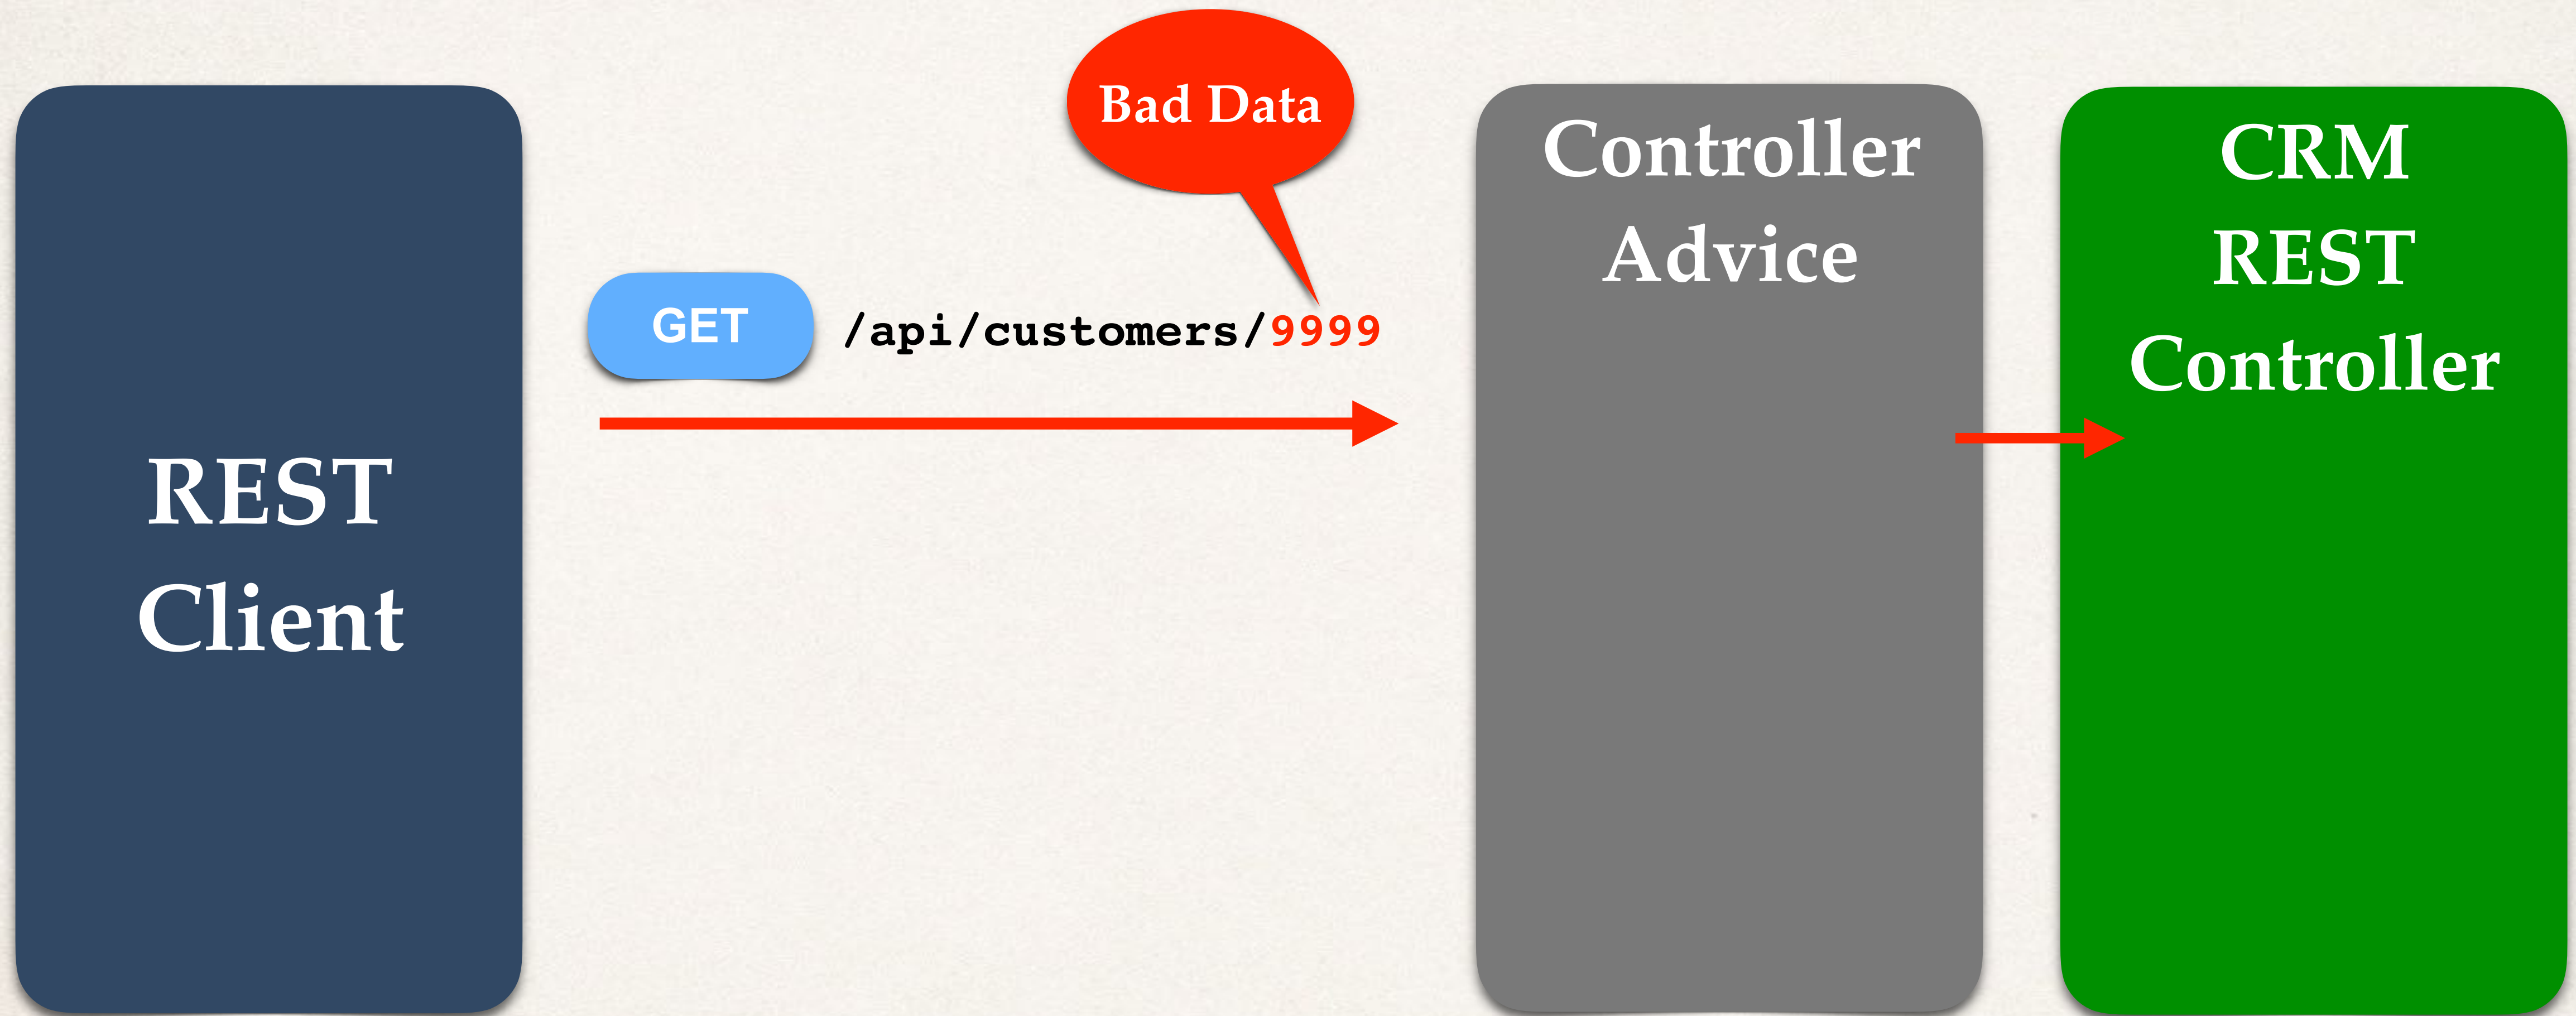 REST
Client
Bad Data
GET
/api/customers/9999
Controller
Advice
CRM
REST
Controller